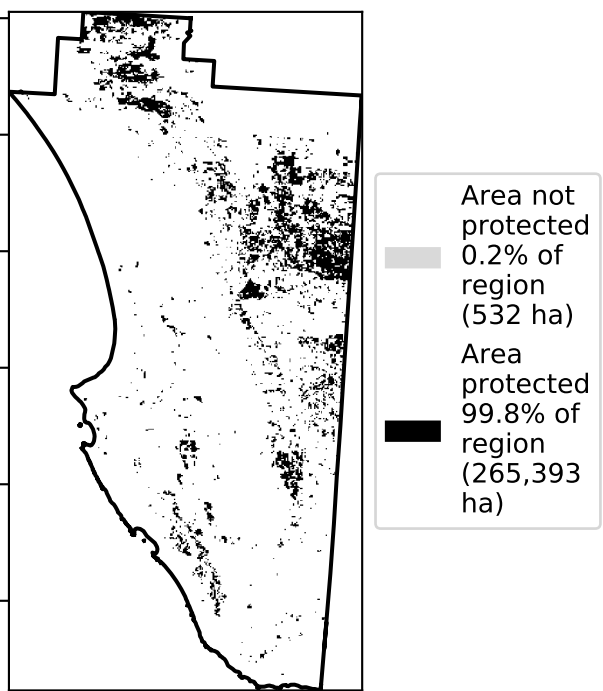 Area not
protected
0.2% of
region
(532 ha)
Area
protected
99.8% of
region
(265,393
ha)